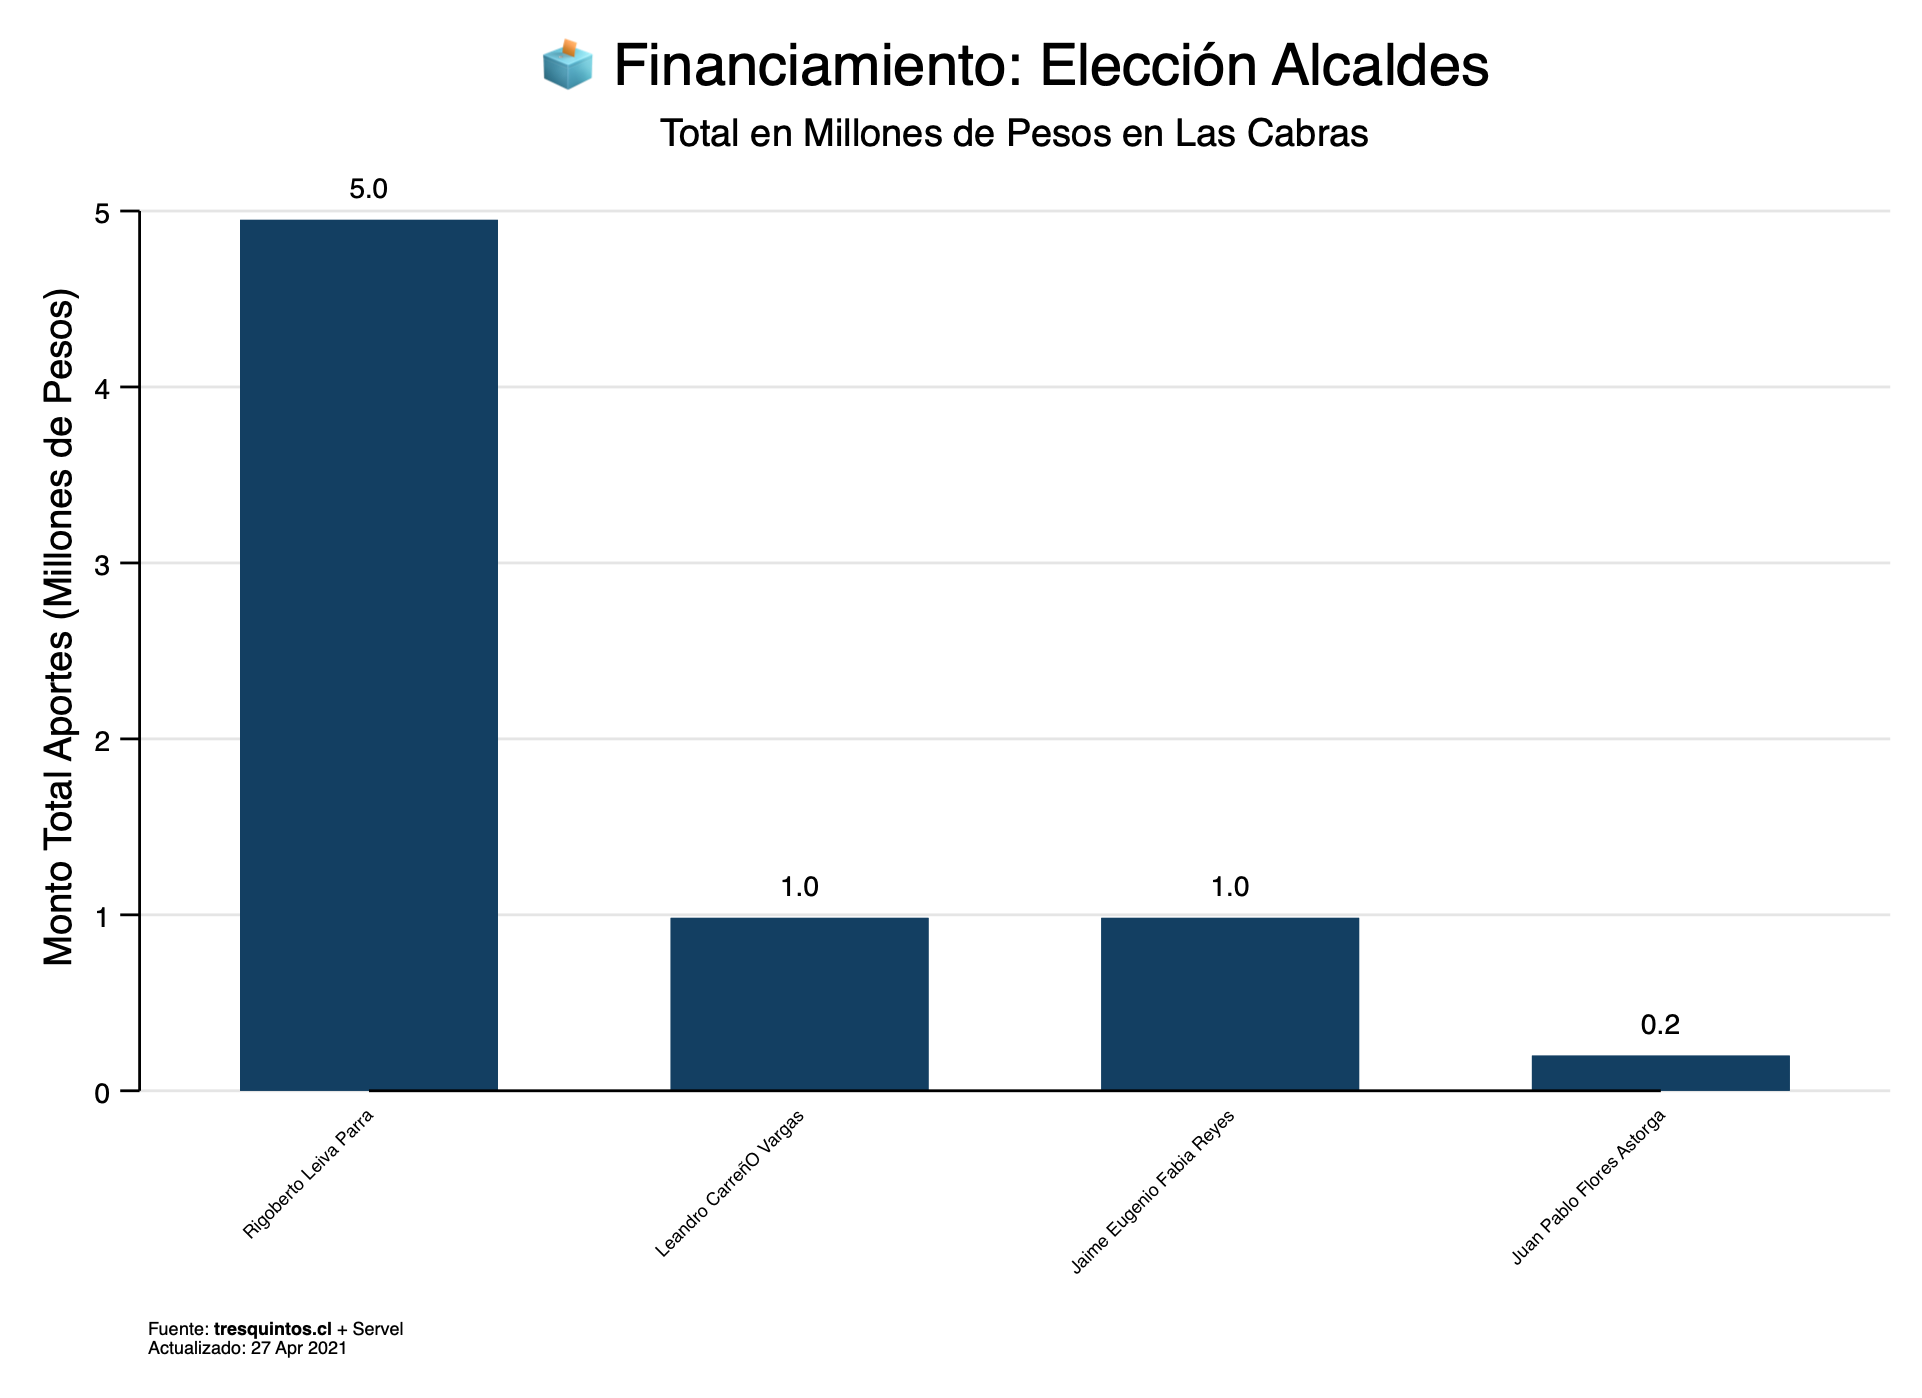 Financiamiento: Elección Alcaldes
Total en Millones de Pesos en Las Cabras
Monto Total Aportes (Millones de Pesos)
5
4
3
2
1
0
5.0
1.0
1.0
0.2
Rigoberto Leiva Parra
Leandro CarreñO Vargas
Jaime Eugenio Fabia Reyes
Juan Pablo Flores Astorga
Fuente: tresquintos.cl + Servel
Actualizado: 27 Apr 2021